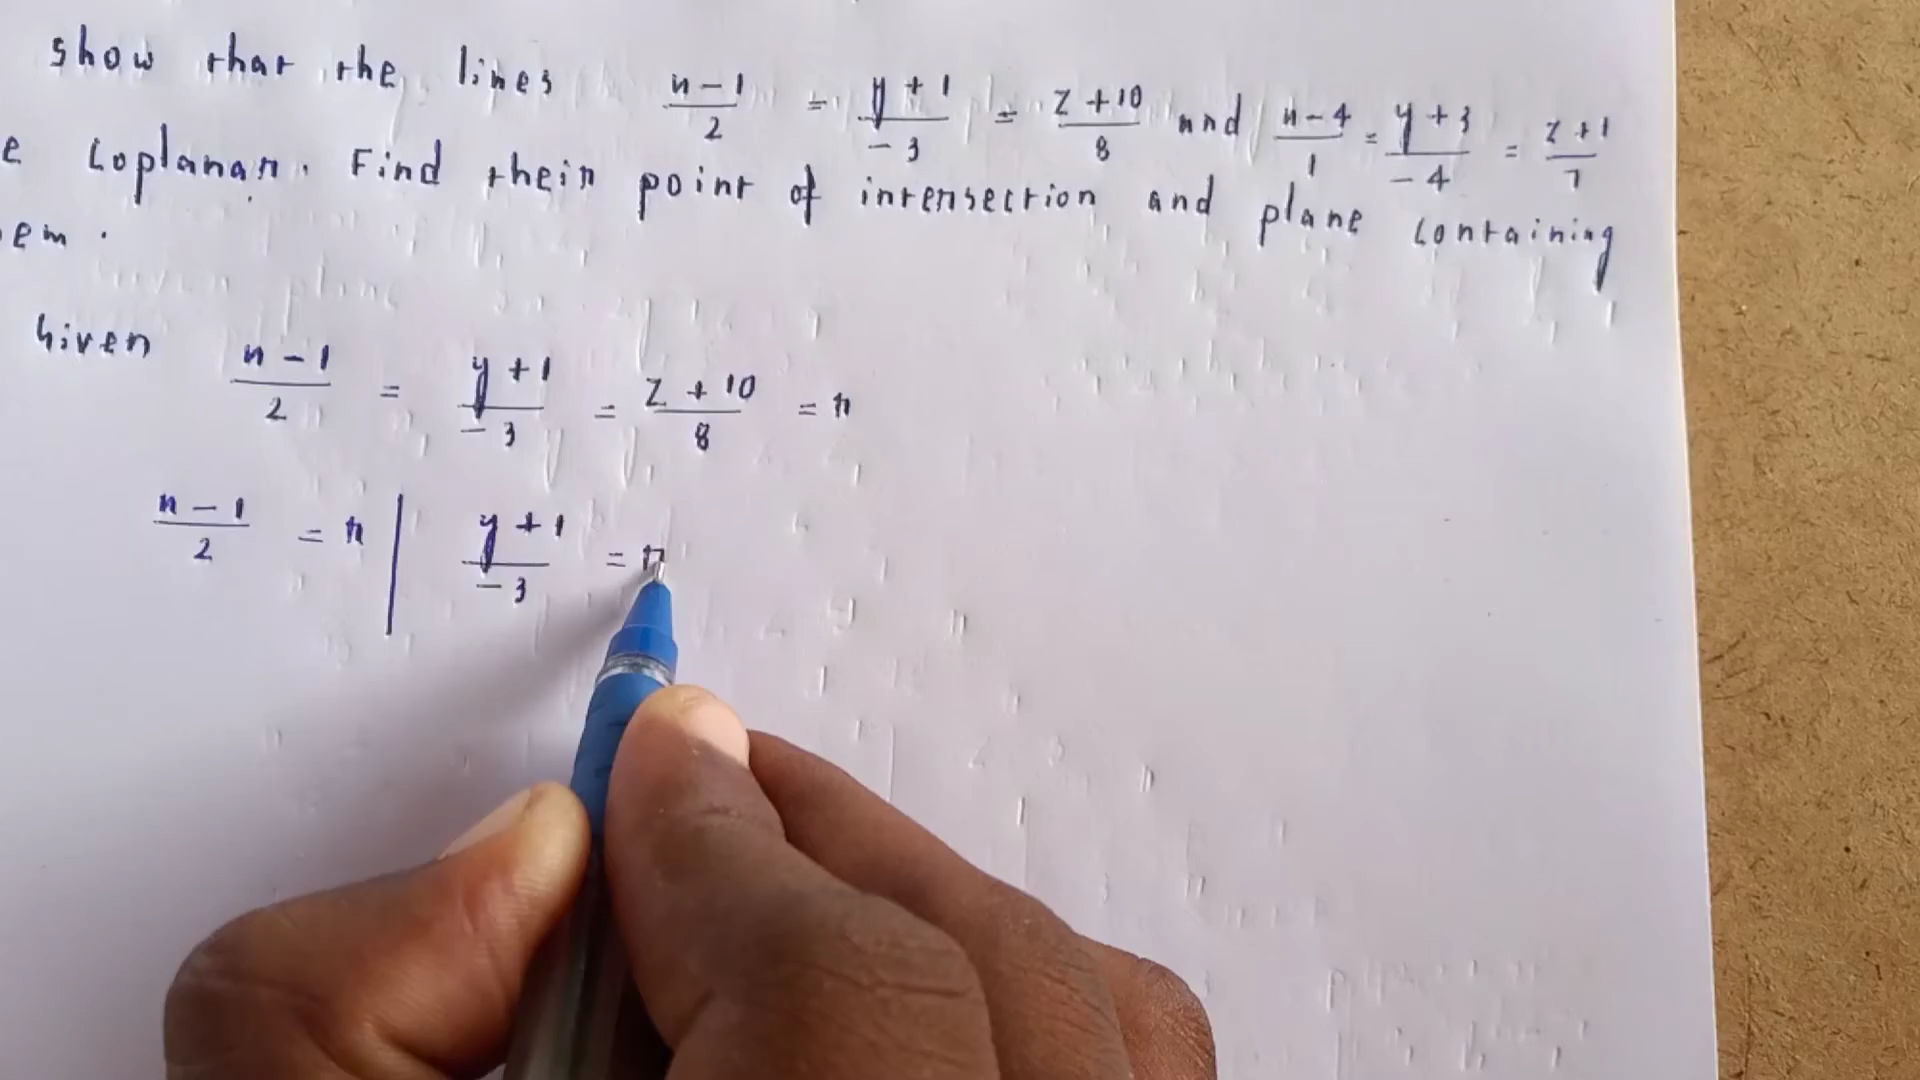 show that the lines x-1/2 = y+1/-3 = z+10/8 and x-4/1 = y+3/-4 = z+1/7
e coplanar. Find their point of intersection and plane containing
em.
Given x-1/2 = y+1/-3 = z+10/8 = r
x-1/2 = r | y+1/-3 = r